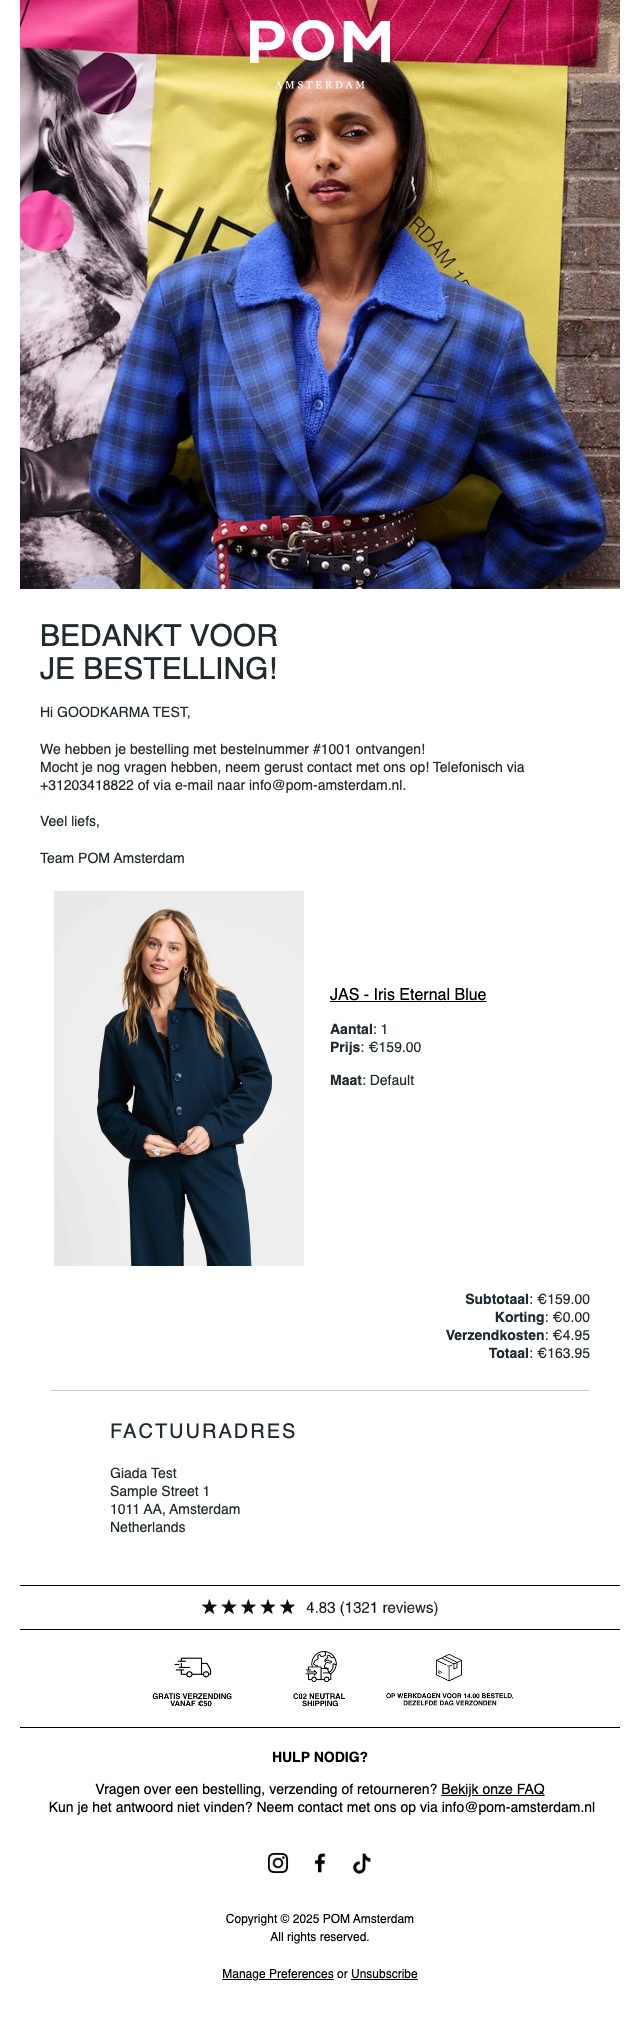 POM
AMSTERDAM
HE
RDAM
BEDANKT VOOR
JE BESTELLING!
Hi GOODKARMA TEST,
We hebben je bestelling met bestelnummer #1001 ontvangen!
Mocht je nog vragen hebben, neem gerust contact met ons op! Telefonisch via
+31203418822 of via e-mail naar info@pom-amsterdam.nl.
Veel liefs,
Team POM Amsterdam
JAS - Iris Eternal Blue
Aantal: 1
Prijs: €159.00
Maat: Default
Subtotaal: €159.00
Korting: €0.00
Verzendkosten: €4.95
Totaal: €163.95
FACTUURADRES
Giada Test
Sample Street 1
1011 AA, Amsterdam
Netherlands
★★★★★ 4.83 (1321 reviews)
GRATIS VERZENDING
VANAF €50
C02 NEUTRAL
SHIPPING
OP WERKDAGEN VOOR 14.00 BESTELD,
DEZELFDE DAG VERZONDEN
HULP NODIG?
Vragen over een bestelling, verzending of retourneren? Bekijk onze FAQ
Kun je het antwoord niet vinden? Neem contact met ons op via info@pom-amsterdam.nl
Copyright © 2025 POM Amsterdam
All rights reserved.
Manage Preferences or Unsubscribe